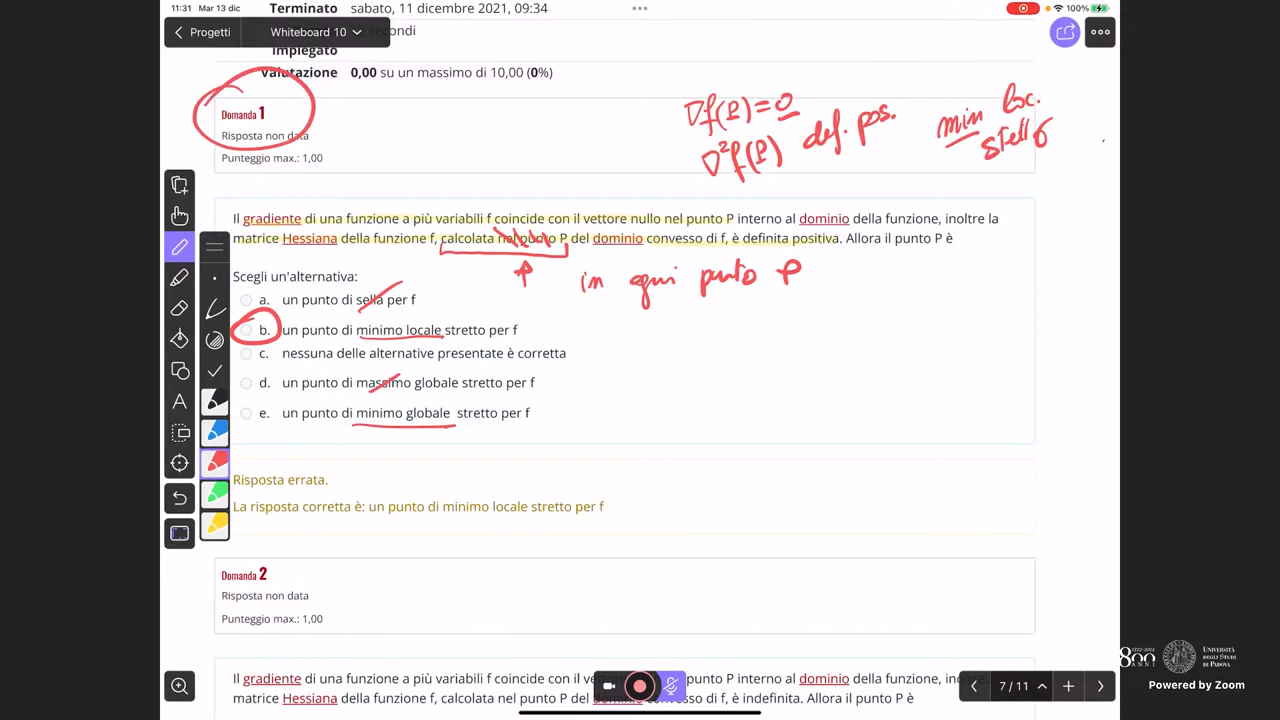 11:31 Mar 13 dic
100%
Terminato sabato, 11 dicembre 2021, 09:34
Progetti
Whiteboard 10
secondi
Impiegato
Valutazione 0,00 su un massimo di 10,00 (0%)
Domanda 1
Risposta non data
Punteggio max.: 1,00
∇f(P) = 0
∇²f(P) def. pos.
min loc.
stretto
Il gradiente di una funzione a più variabili f coincide con il vettore nullo nel punto P interno al dominio della funzione, inoltre la
matrice Hessiana della funzione f, calcolata nel punto P del dominio convesso di f, è definita positiva. Allora il punto P è
in ogni punto P
Scegli un'alternativa:
a. un punto di sella per f
b. un punto di minimo locale stretto per f
c. nessuna delle alternative presentate è corretta
d. un punto di massimo globale stretto per f
e. un punto di minimo globale stretto per f
Risposta errata.
La risposta corretta è: un punto di minimo locale stretto per f
Domanda 2
Risposta non data
Punteggio max.: 1,00
Il gradiente di una funzione a più variabili f coincide con il punto P interno al dominio della funzione,
matrice Hessiana della funzione f, calcolata nel punto P del convesso di f, è indefinita. Allora il punto P è
7 / 11
800
1222-2022
ANNI
UNIVERSITÀ
DEGLI STUDI
DI PADOVA
Powered by Zoom